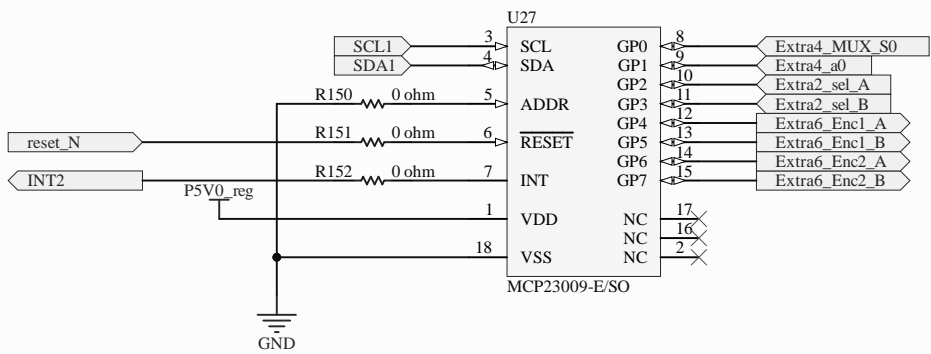 U27
SCL1 3 SCL GP0 8 Extra4_MUX_S0
SDA1 4 SDA GP1 9 Extra4_a0
GP2 10 Extra2_sel_A
R150 0 ohm 5 ADDR GP3 11 Extra2_sel_B
GP4 12 Extra6_Enc1_A
reset_N R151 0 ohm 6 RESET GP5 13 Extra6_Enc1_B
GP6 14 Extra6_Enc2_A
INT2 R152 0 ohm 7 INT GP7 15 Extra6_Enc2_B
P5V0_reg
1 VDD NC 17
NC 16
18 VSS NC 2
MCP23009-E/SO
GND